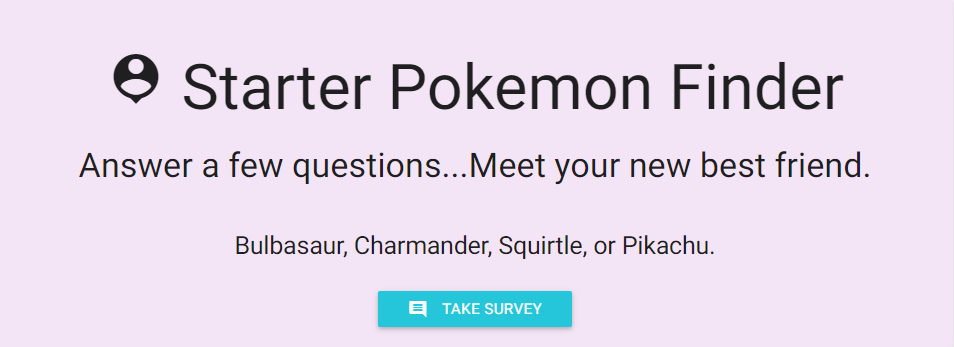 Starter Pokemon Finder
Answer a few questions...Meet your new best friend.
Bulbasaur, Charmander, Squirtle, or Pikachu.
TAKE SURVEY